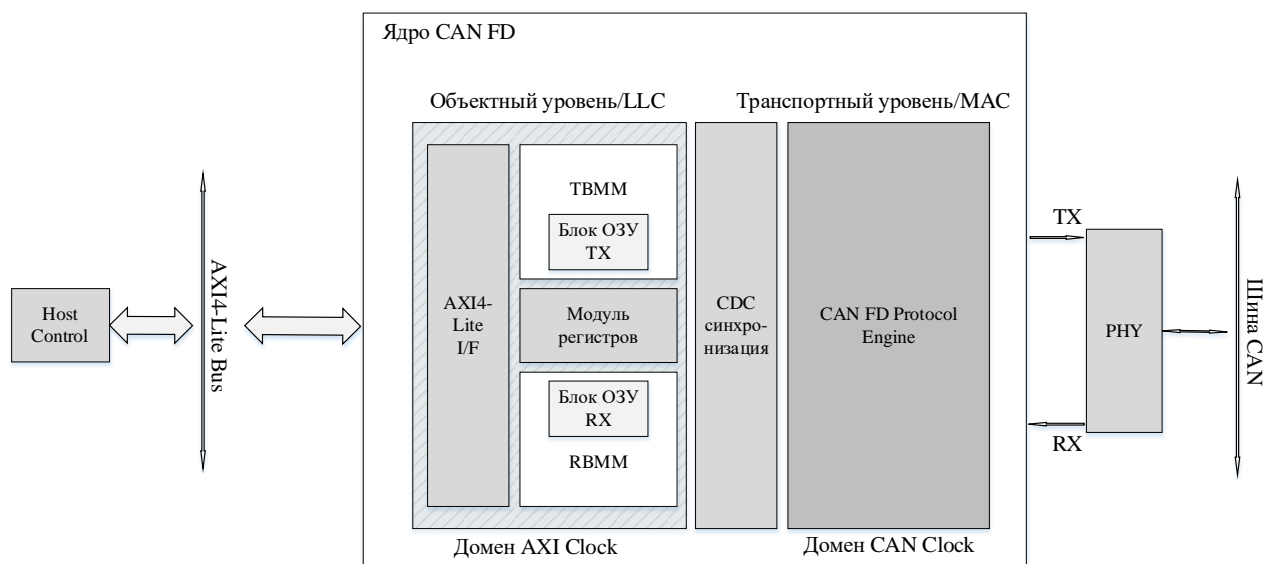 Ядро CAN FD
Объектный уровень/LLC
Транспортный уровень/MAC
Host
Control
AXI4-Lite Bus
AXI4-
Lite
I/F
TBMM
Блок ОЗУ
TX
Модуль
регистров
Блок ОЗУ
RX
RBMM
CDC
синхро-
низация
CAN FD Protocol
Engine
TX
RX
PHY
Шина CAN
Домен AXI Clock
Домен CAN Clock